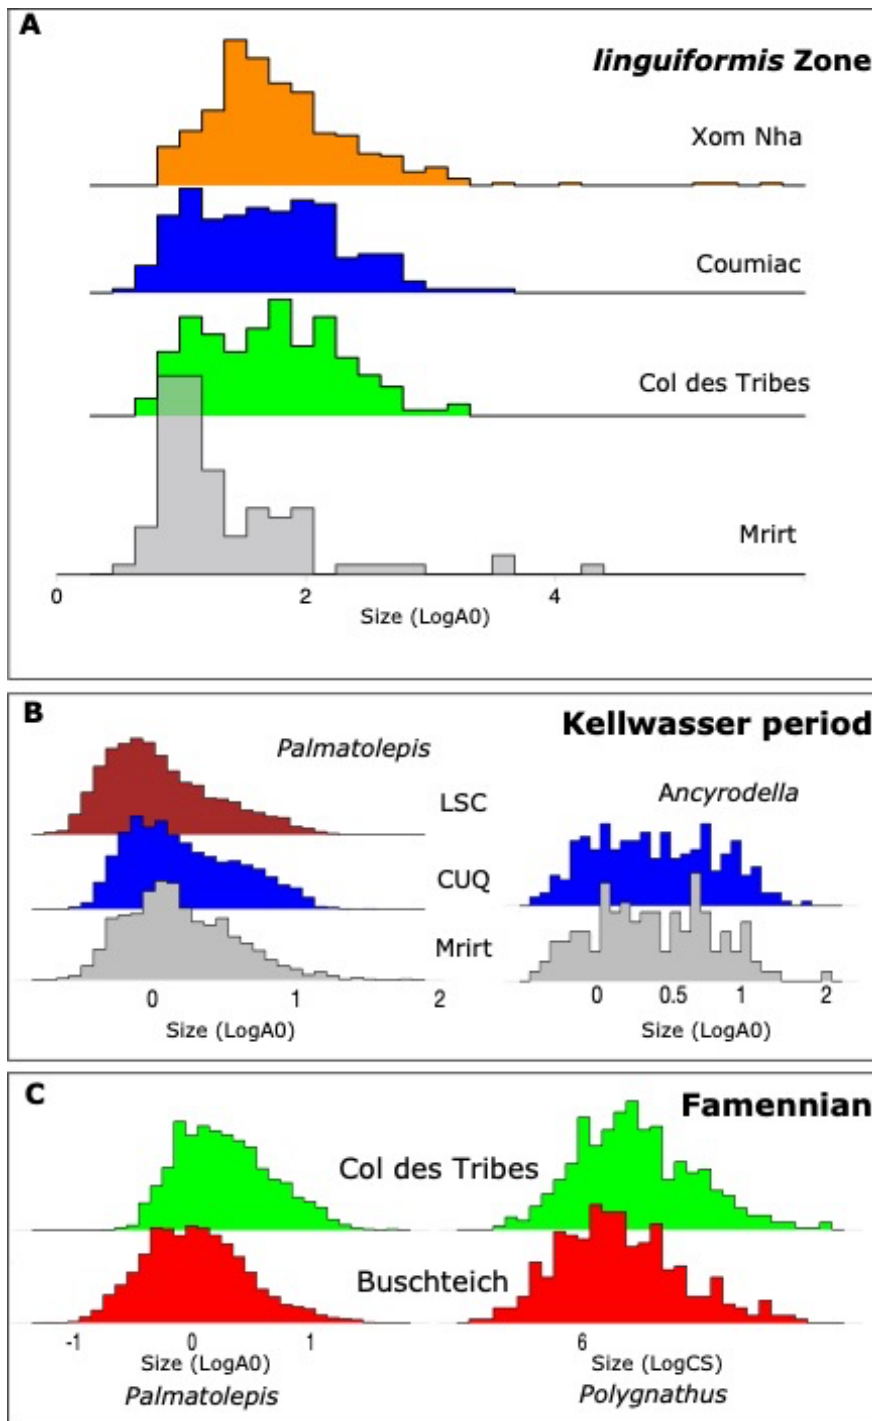 A
linguiformis Zone
Xom Nha
Coumiac
Col des Tribes
Mrirt
0 2 4
Size (LogA0)
B
Kellwasser period
Palmatolepis
Ancyrodella
LSC
CUQ
Mrirt
0 1 2
Size (LogA0)
0 0.5 1 2
Size (LogA0)
C
Famennian
Col des Tribes
Buschteich
-1 0 1
Size (LogA0)
Palmatolepis
6
Size (LogCS)
Polygnathus